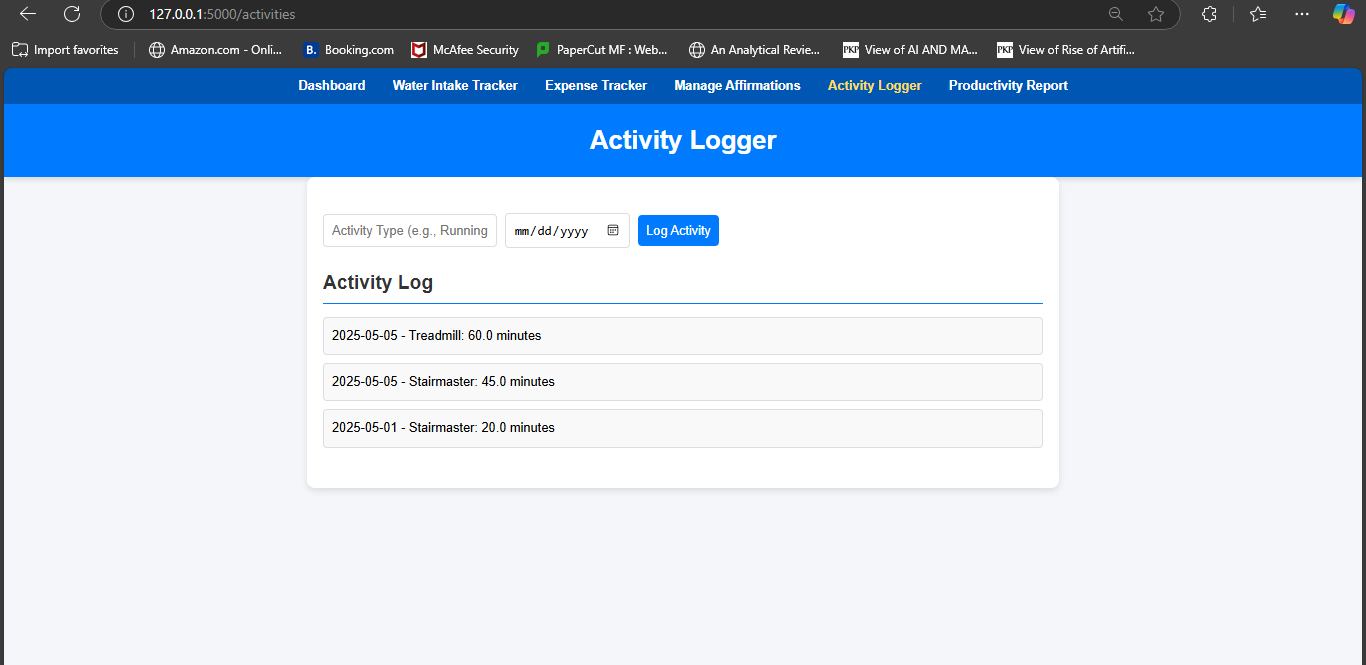 127.0.0.1:5000/activities
Import favorites Amazon.com - Onli... B. Booking.com McAfee Security PaperCut MF : Web... An Analytical Revie... PKP View of AI AND MA... PKP View of Rise of Artifi...
Dashboard Water Intake Tracker Expense Tracker Manage Affirmations Activity Logger Productivity Report
Activity Logger
Activity Type (e.g., Running mm/dd/yyyy Log Activity
Activity Log
2025-05-05 - Treadmill: 60.0 minutes
2025-05-05 - Stairmaster: 45.0 minutes
2025-05-01 - Stairmaster: 20.0 minutes